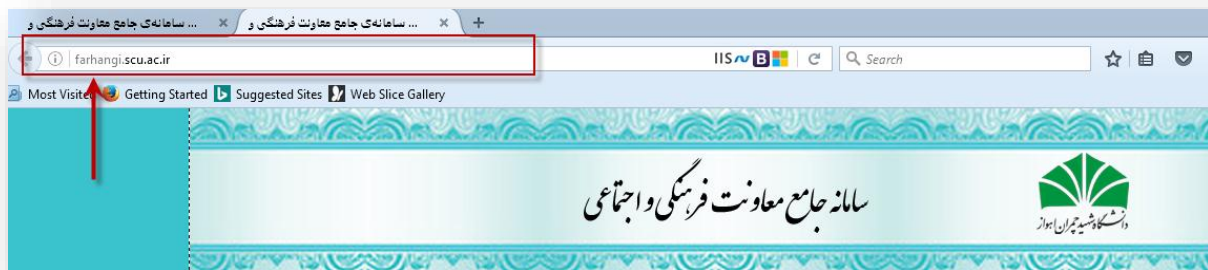 سامانه‌ی جامع معاونت فرهنگی و ...
سامانه‌ی جامع معاونت فرهنگی و ...
farhangi.scu.ac.ir
IIS
B
Search
Most Visited
Getting Started
Suggested Sites
Web Slice Gallery
سامانه جامع معاونت فرهنگی و اجتماعی
دانشگاه شهید چمران اهواز